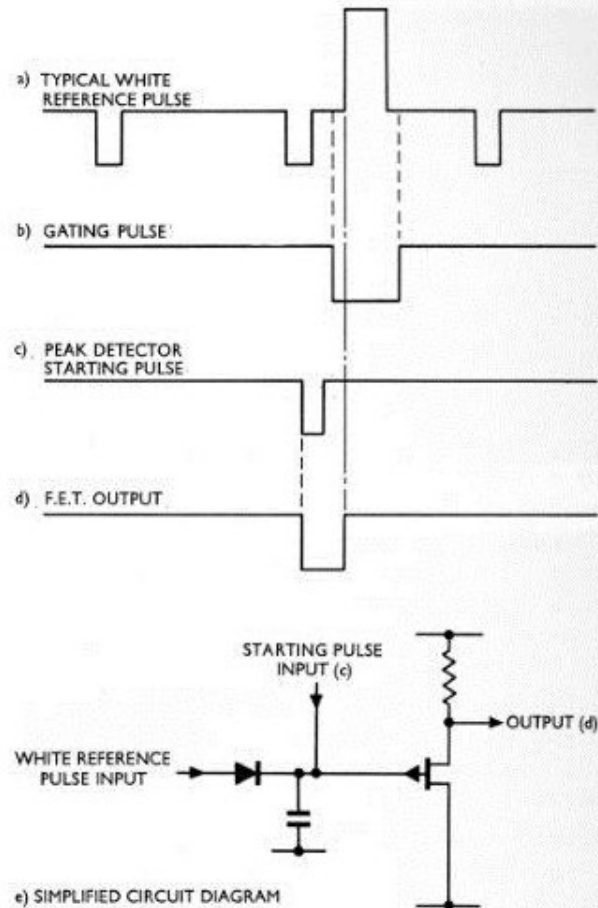 a) TYPICAL WHITE
REFERENCE PULSE
b) GATING PULSE
c) PEAK DETECTOR
STARTING PULSE
d) F.E.T. OUTPUT
STARTING PULSE
INPUT (c)
OUTPUT (d)
WHITE REFERENCE
PULSE INPUT
e) SIMPLIFIED CIRCUIT DIAGRAM